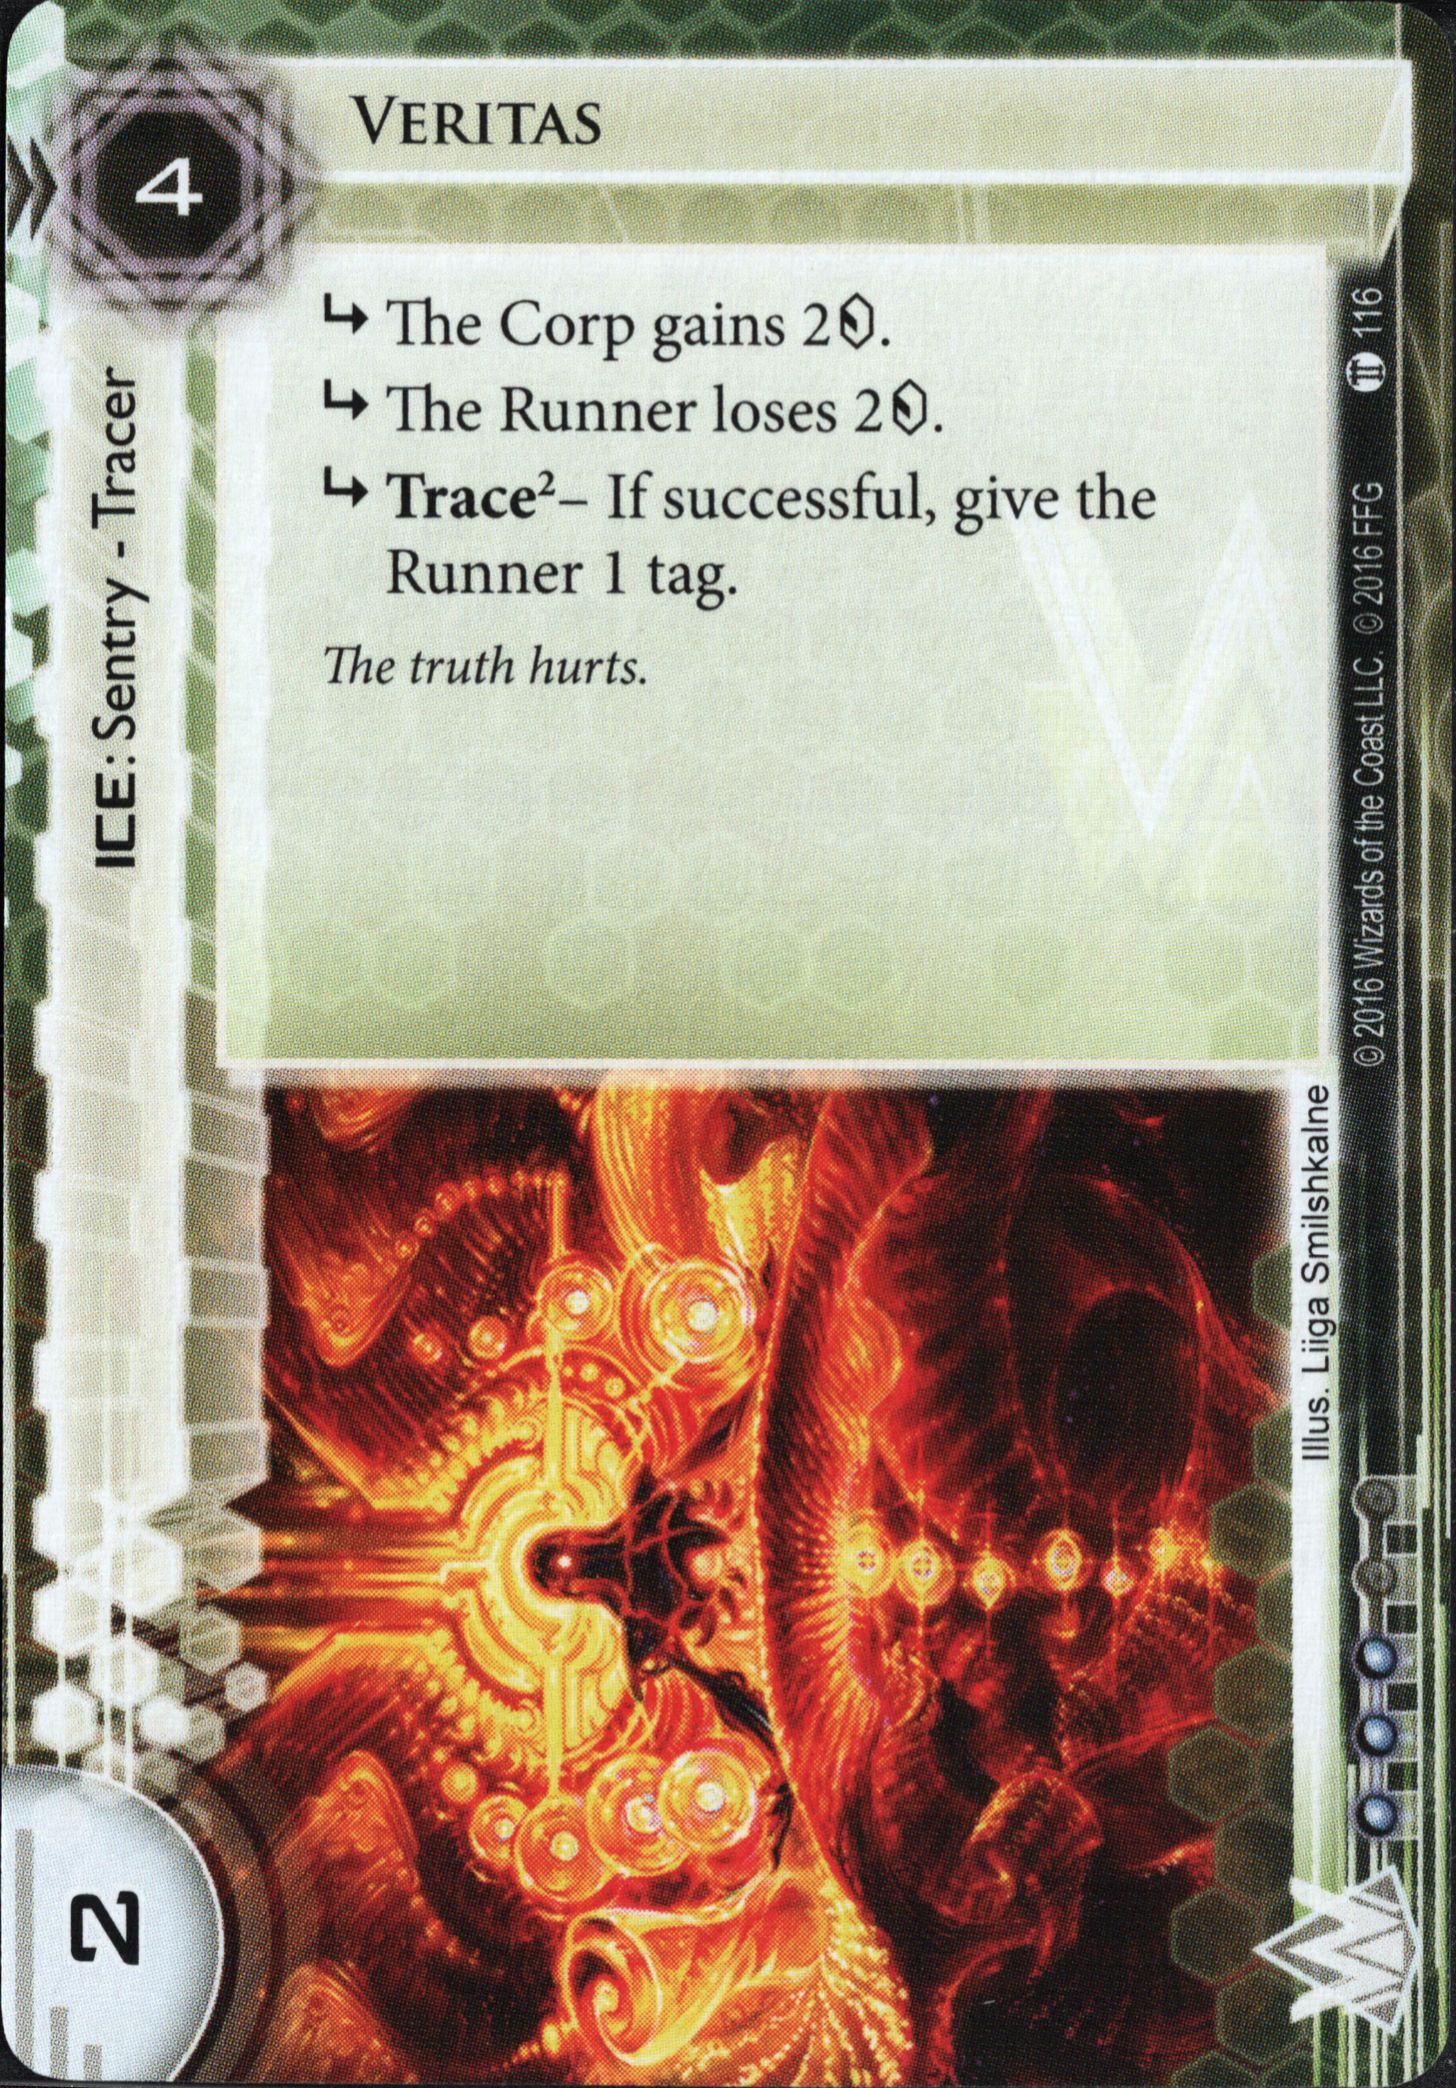 4
VERITAS
ICE: Sentry - Tracer
↳ The Corp gains 2.
↳ The Runner loses 2.
↳ Trace²– If successful, give the
Runner 1 tag.
The truth hurts.
116
© 2016 Wizards of the Coast LLC. © 2016 FFG
Illus. Liiga Smilshkalne
2